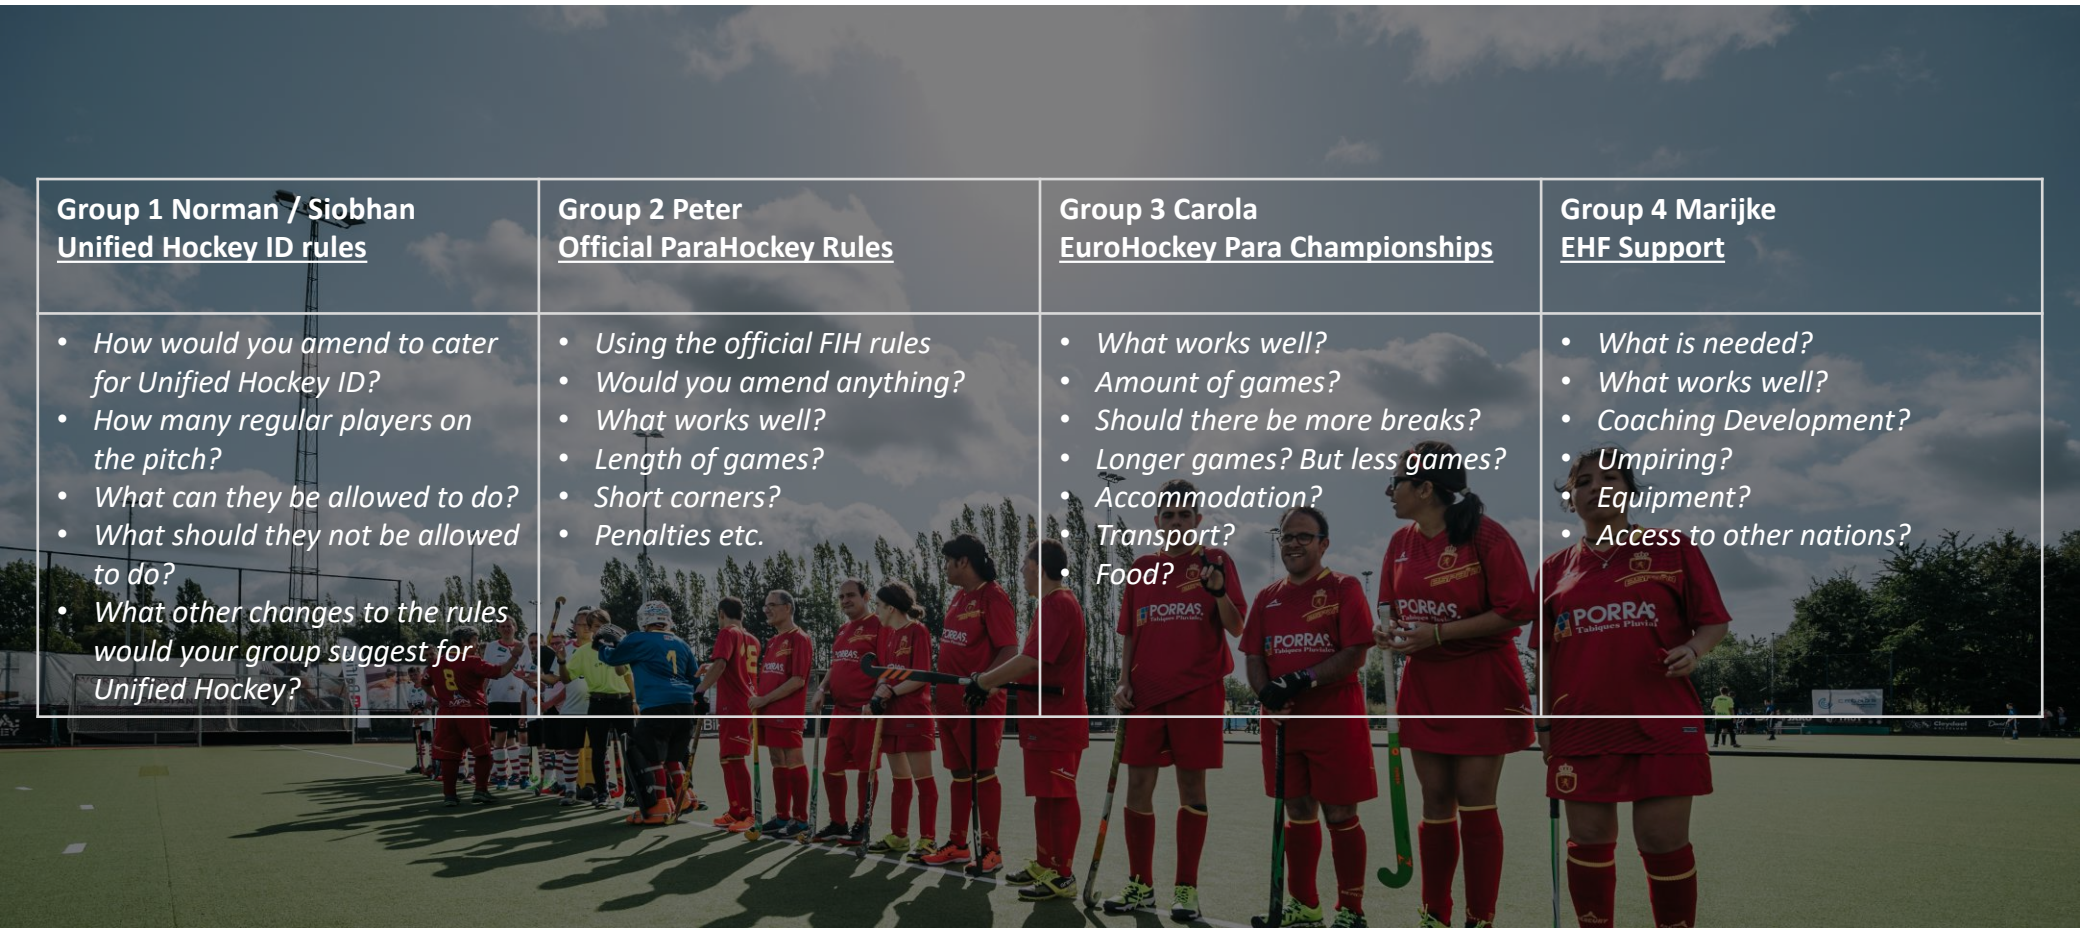 Group 1 Norman / Siobhan
Unified Hockey ID rules
Group 2 Peter
Official ParaHockey Rules
Group 3 Carola
EuroHockey Para Championships
Group 4 Marijke
EHF Support
• How would you amend to cater
for Unified Hockey ID?
• How many regular players on
the pitch?
• What can they be allowed to do?
• What should they not be allowed
to do?
• What other changes to the rules
would your group suggest for
Unified Hockey?
• Using the official FIH rules
• Would you amend anything?
• What works well?
• Length of games?
• Short corners?
• Penalties etc.
• What works well?
• Amount of games?
• Should there be more breaks?
• Longer games? But less games?
• Accommodation?
• Transport?
• Food?
• What is needed?
• What works well?
• Coaching Development?
• Umpiring?
• Equipment?
• Access to other nations?
8
1
PORRAS.
PORRAS.
Tabiques Pluviales
PORRAS.
PORRAS